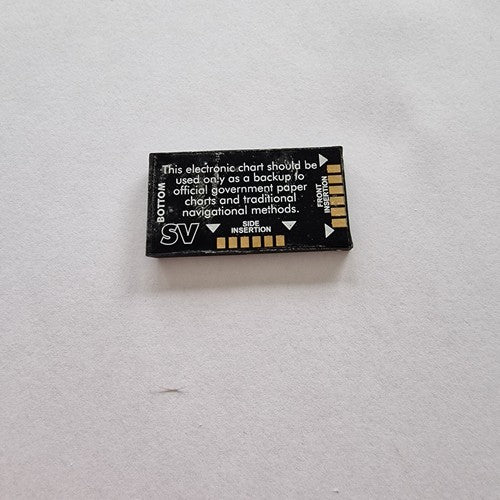 This electronic chart should be
used only as a backup to
official government paper
charts and traditional
navigational methods.
BOTTOM
SV
SIDE
INSERTION
FRONT
INSERTION